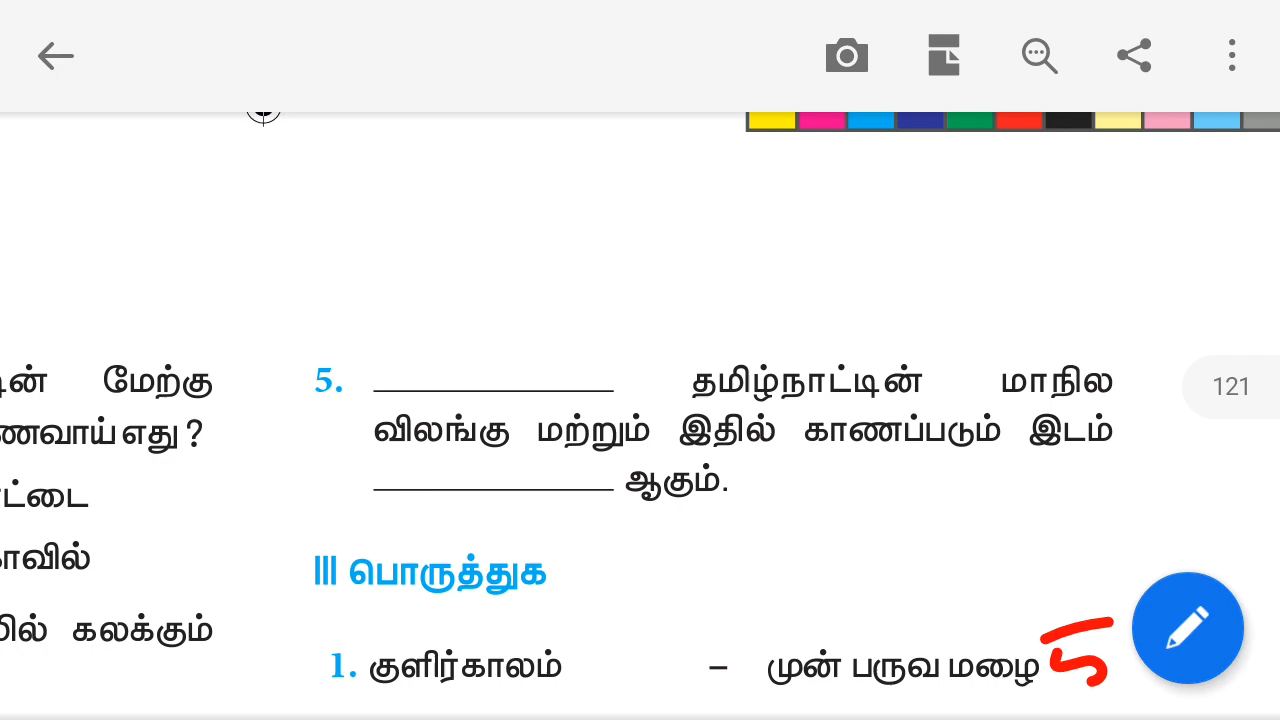 டின் மேற்கு
ணவாய் எது ?
ட்டை
காவில்
ில் கலக்கும்
5. ______________ தமிழ்நாட்டின் மாநில
விலங்கு மற்றும் இதில் காணப்படும் இடம்
______________ ஆகும்.
III பொருத்துக
1. குளிர்காலம் – முன் பருவ மழை 5
121